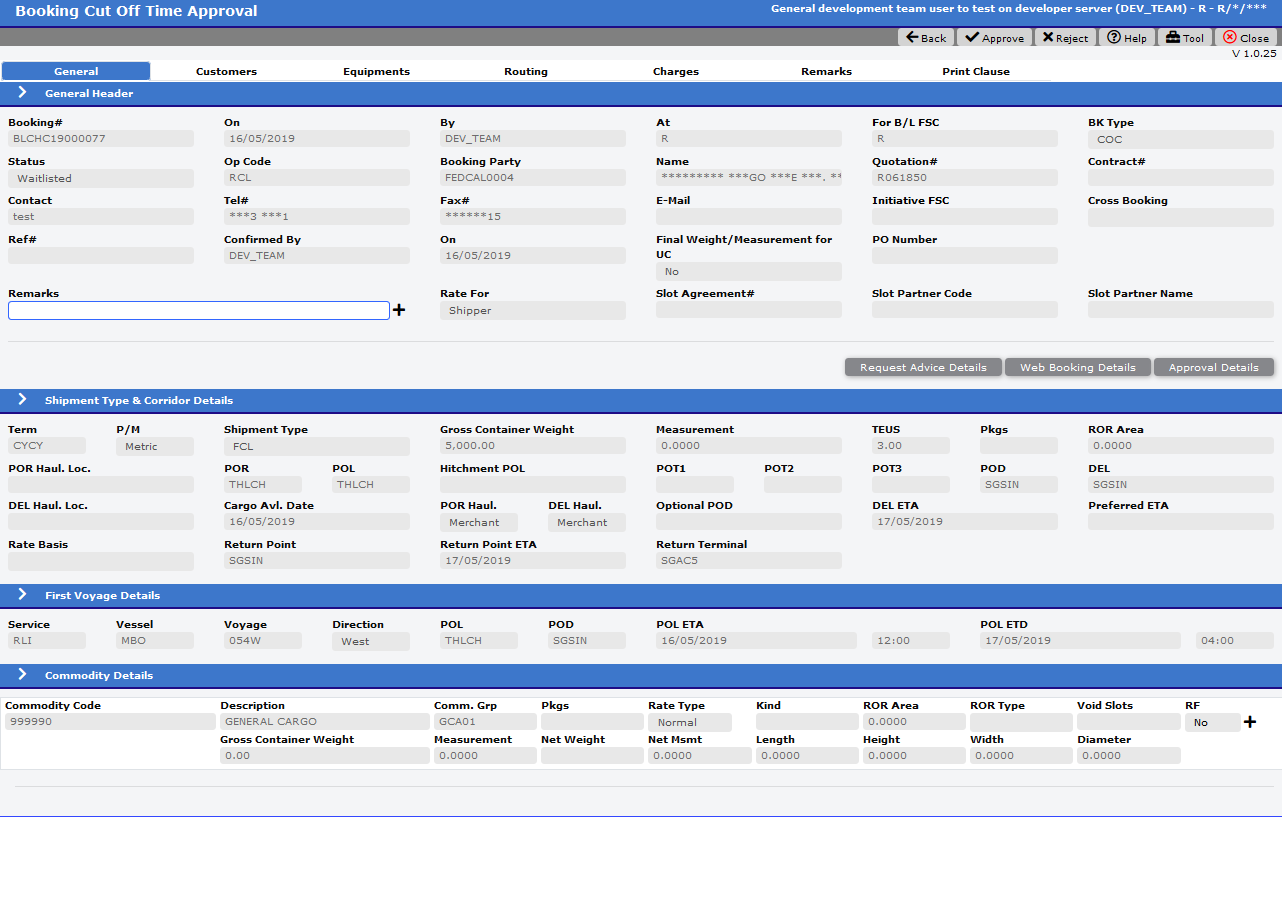 Booking Cut Off Time Approval
General development team user to test on developer server (DEV_TEAM) - R - R/*/***
Back Approve Reject Help Tool Close
V 1.0.25
General Customers Equipments Routing Charges Remarks Print Clause
General Header
Booking# On By At For B/L FSC BK Type
BLCHC19000077 16/05/2019 DEV_TEAM R R COC
Status Op Code Booking Party Name Quotation# Contract#
Waitlisted RCL FEDCAL0004 ********* ***GO ***E ***, ** R061850
Contact Tel# Fax# E-Mail Initiative FSC Cross Booking
test ***3 ***1 ******15
Ref# Confirmed By On Final Weight/Measurement for UC PO Number
DEV_TEAM 16/05/2019 No
Remarks Rate For Slot Agreement# Slot Partner Code Slot Partner Name
Shipper
Request Advice Details Web Booking Details Approval Details
Shipment Type & Corridor Details
Term P/M Shipment Type Gross Container Weight Measurement TEUS Pkgs ROR Area
CYCY Metric FCL 5,000.00 0.0000 3.00 0.0000
POR Haul. Loc. POR POL Hitchment POL POT1 POT2 POT3 POD DEL
THLCH THLCH SGSIN SGSIN
DEL Haul. Loc. Cargo Avl. Date POR Haul. DEL Haul. Optional POD DEL ETA Preferred ETA
16/05/2019 Merchant Merchant 17/05/2019
Rate Basis Return Point Return Point ETA Return Terminal
SGSIN 17/05/2019 SGAC5
First Voyage Details
Service Vessel Voyage Direction POL POD POL ETA POL ETD
RLI MBO 054W West THLCH SGSIN 16/05/2019 12:00 17/05/2019 04:00
Commodity Details
Commodity Code Description Comm. Grp Pkgs Rate Type Kind ROR Area ROR Type Void Slots RF
999990 GENERAL CARGO GCA01 Normal 0.0000 No
Gross Container Weight Measurement Net Weight Net Msmt Length Height Width Diameter
0.00 0.0000 0.0000 0.0000 0.0000 0.0000 0.0000